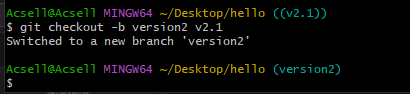 Acsell@Acsell MINGW64 ~/Desktop/hello ((v2.1))
$ git checkout -b version2 v2.1
Switched to a new branch 'version2'
Acsell@Acsell MINGW64 ~/Desktop/hello (version2)
$